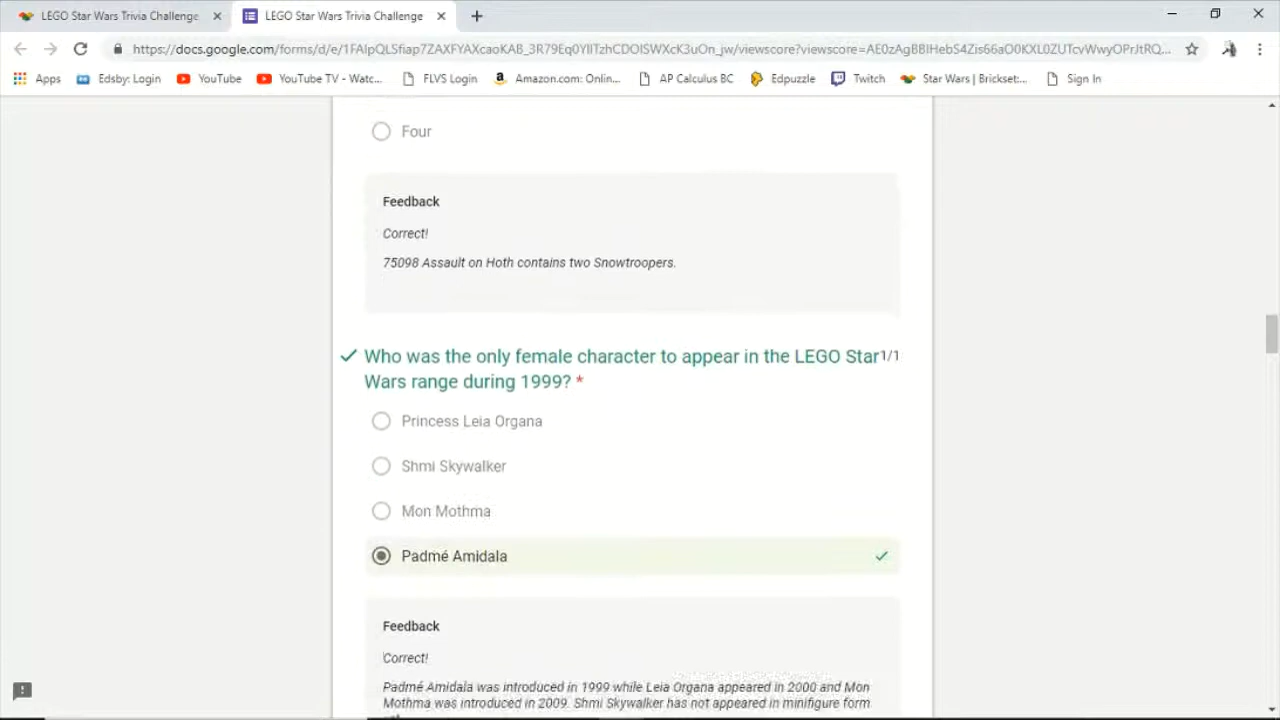 LEGO Star Wars Trivia Challenge
LEGO Star Wars Trivia Challenge
Apps Edsby: Login YouTube YouTube TV - Watc... FLVS Login Amazon.com: Onlin... AP Calculus BC Edpuzzle Twitch Star Wars | Brickset:... Sign In
Four
Feedback
Correct!
75098 Assault on Hoth contains two Snowtroopers.
Who was the only female character to appear in the LEGO Star 1/1
Wars range during 1999? *
Princess Leia Organa
Shmi Skywalker
Mon Mothma
Padmé Amidala
Feedback
Correct!
Padmé Amidala was introduced in 1999 while Leia Organa appeared in 2000 and Mon
Mothma was introduced in 2009. Shmi Skywalker has not appeared in minifigure form